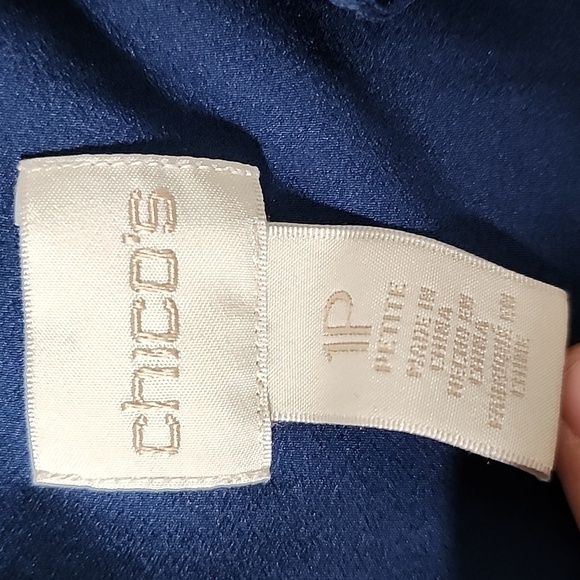 chico's
1P
PETITE
MADE IN
CHINA
HECHO EN
CHINA
FABRIQUÉ EN
CHINE